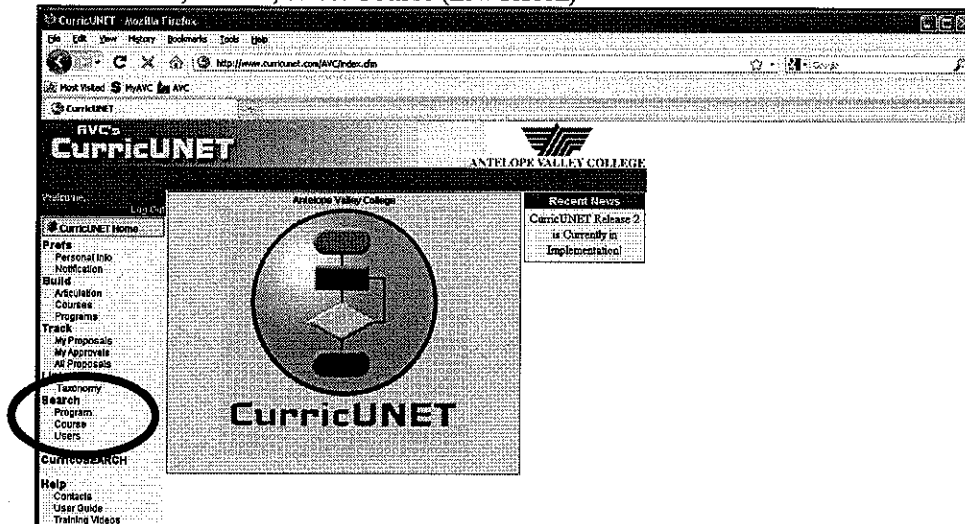 CurricUNET - Mozilla Firefox
File Edit View History Bookmarks Tools Help
http://www.curricunet.com/AVC/index.cfm
Google
Most Visited MyAVC AVC
CurricUNET
AVC's
CurricUNET
ANTELOPE VALLEY COLLEGE
Welcome,
Log Out
CurricUNET Home
Prefs
Personal Info
Notification
Build
Articulation
Courses
Programs
Track
My Proposals
My Approvals
All Proposals
Taxonomy
Search
Program
Course
Users
CurricUSEARCH
Help
Contacts
User Guide
Training Videos
Antelope Valley College
CurricUNET
Recent News
CurricUNET Release 2
is Currently in
Implementation!